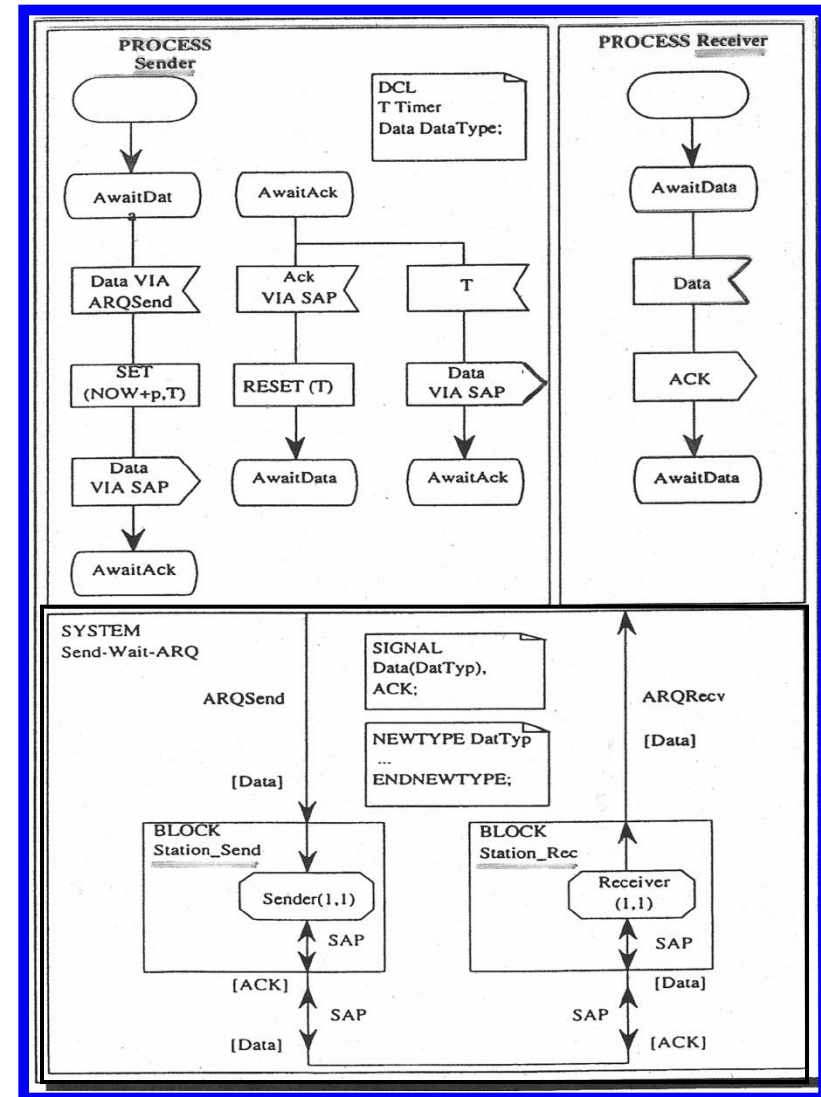 PROCESS
Sender
DCL
T Timer
Data DataType;
AwaitDat
a
AwaitAck
Data VIA
ARQSend
Ack
VIA SAP
T
SET
(NOW+p,T)
RESET (T)
Data
VIA SAP
Data
VIA SAP
AwaitData
AwaitAck
AwaitAck
PROCESS Receiver
AwaitData
Data
ACK
AwaitData
SYSTEM
Send-Wait-ARQ
SIGNAL
Data(DatTyp),
ACK;
ARQSend
ARQRecv
NEWTYPE DatTyp
...
ENDNEWTYPE;
[Data]
[Data]
BLOCK
Station_Send
Sender(1,1)
SAP
[ACK]
SAP
[Data]
BLOCK
Station_Rec
Receiver
(1,1)
SAP
[Data]
SAP
[ACK]